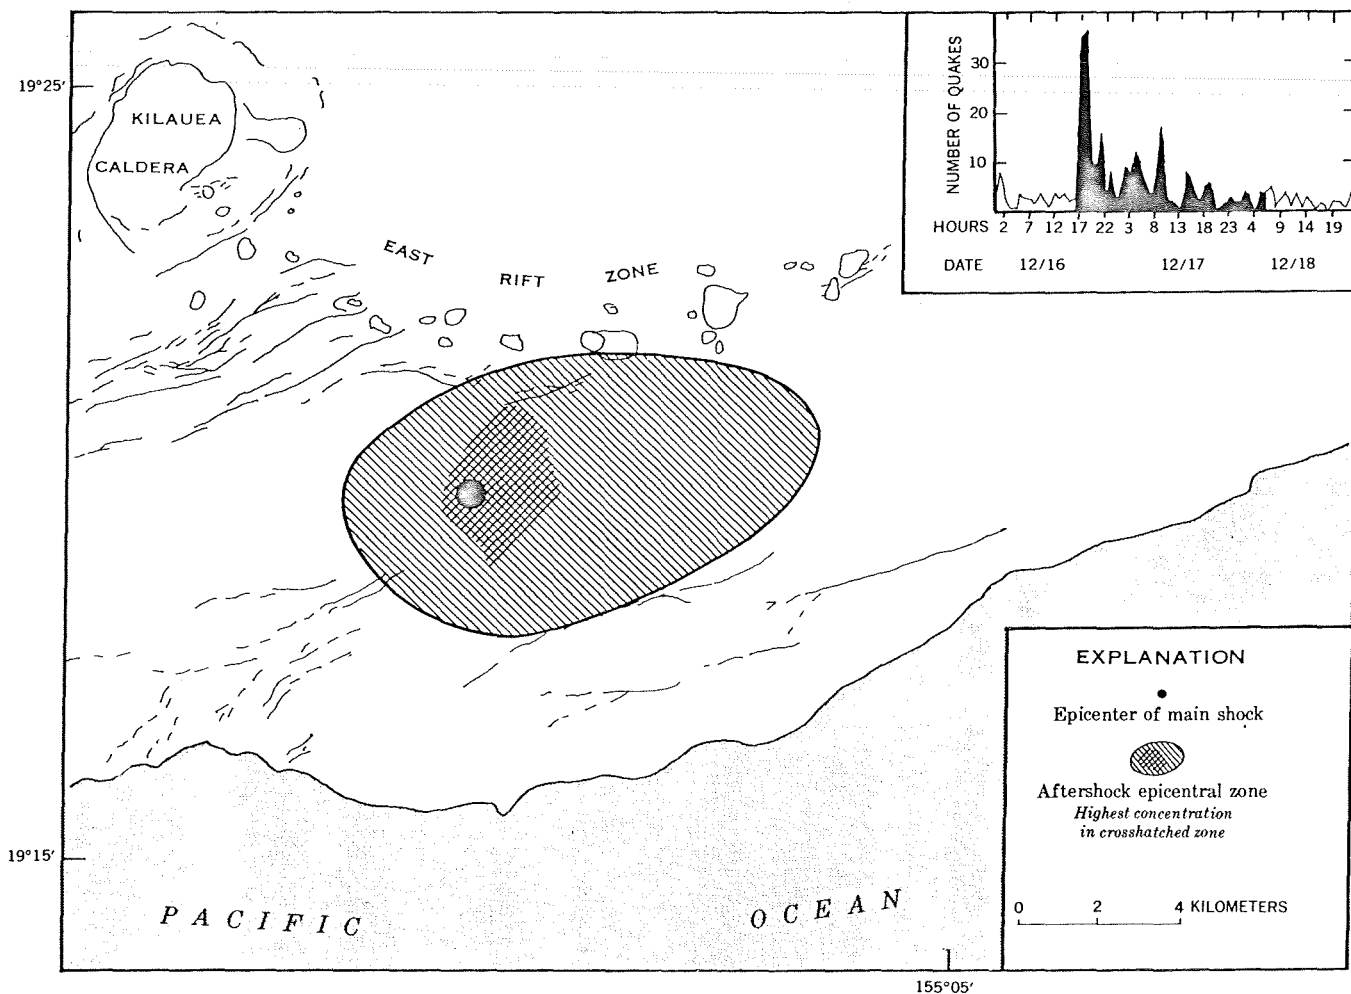 19°25′
KILAUEA
CALDERA
EAST RIFT ZONE
NUMBER OF QUAKES
30
20
10
HOURS 2 7 12 17 22 3 8 13 18 23 4 9 14 19
DATE 12/16 12/17 12/18
EXPLANATION
Epicenter of main shock
Aftershock epicentral zone
Highest concentration
in crosshatched zone
0 2 4 KILOMETERS
19°15′
PACIFIC OCEAN
155°05′